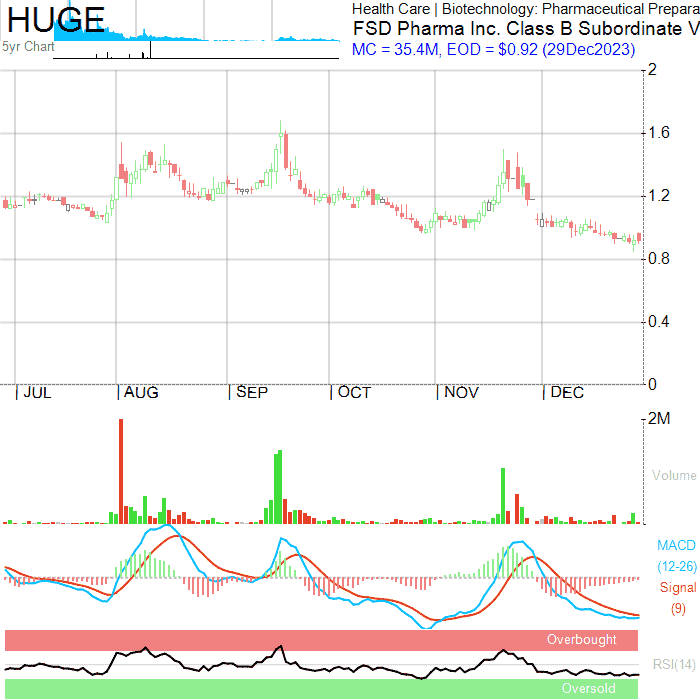 HUGE
Health Care | Biotechnology: Pharmaceutical Prepara
FSD Pharma Inc. Class B Subordinate V
5yr Chart
MC = 35.4M, EOD = $0.92 (29Dec2023)
2
1.6
1.2
0.8
0.4
0
| JUL | AUG | SEP | OCT | NOV | DEC
2M
Volume
MACD
(12-26)
Signal
(9)
Overbought
RSI(14)
Oversold